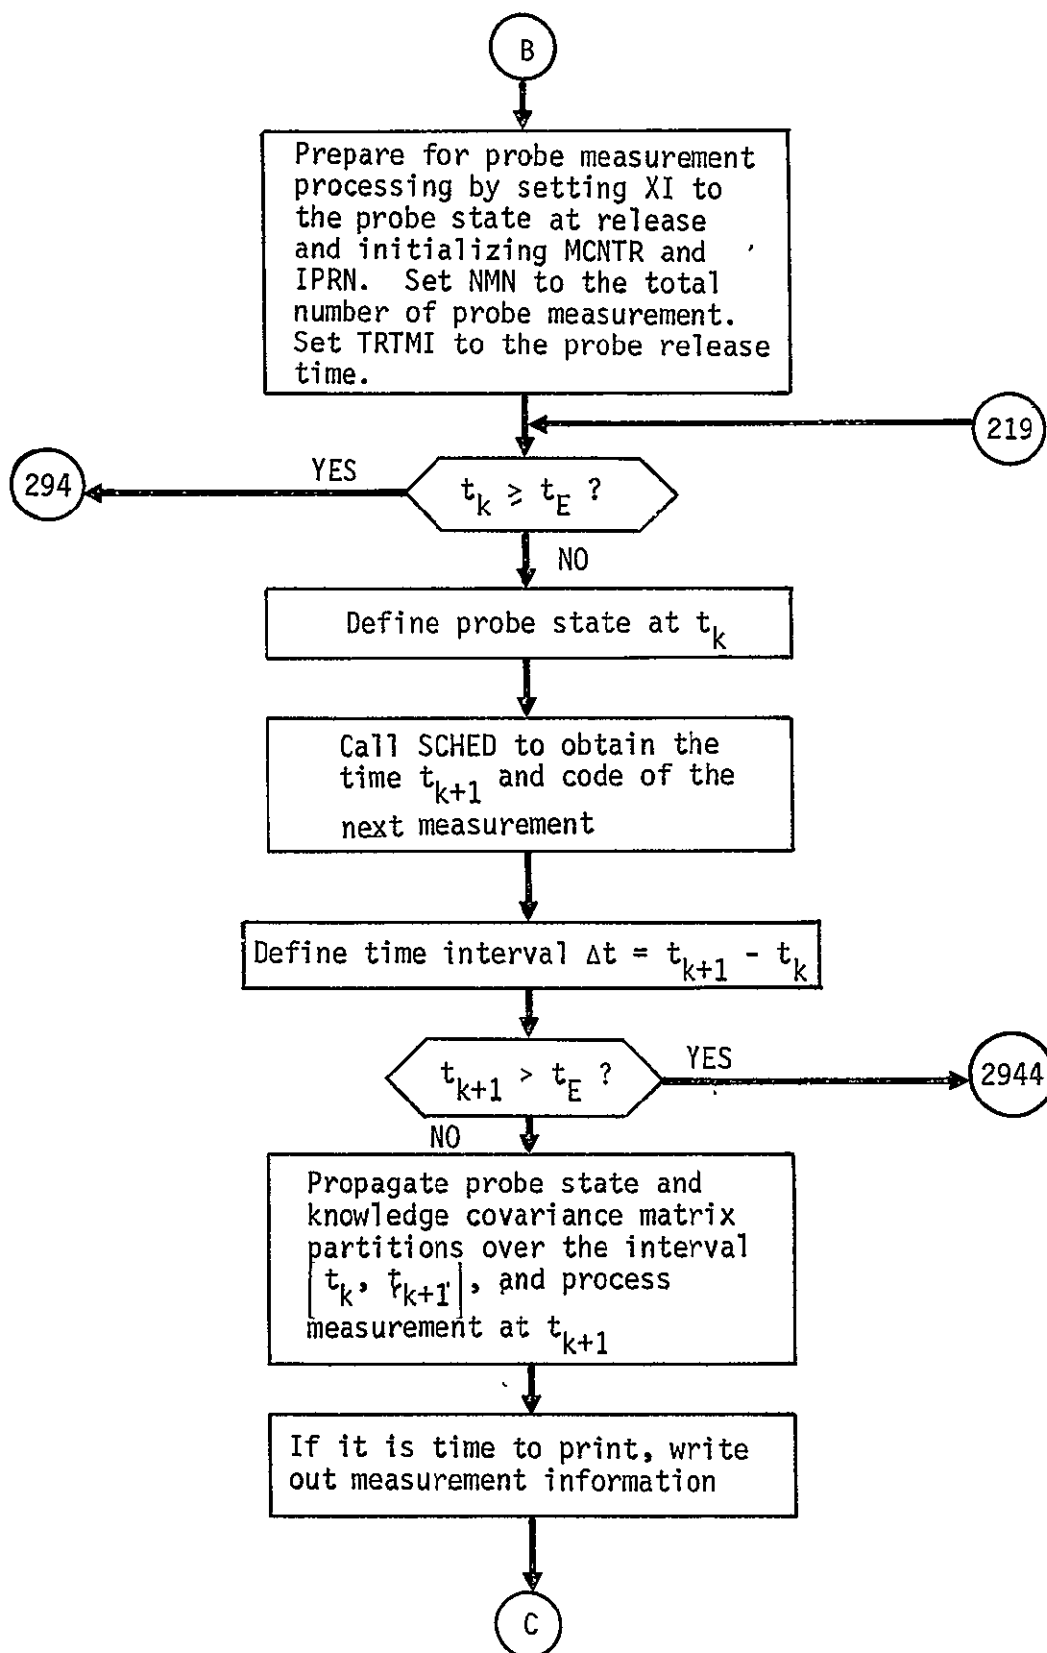 B
Prepare for probe measurement
processing by setting XI to
the probe state at release
and initializing MCNTR and
IPRN. Set NMN to the total
number of probe measurement.
Set TRTMI to the probe release
time.
219
294
YES
t_k ≥ t_E ?
NO
Define probe state at t_k
Call SCHED to obtain the
time t_{k+1} and code of the
next measurement
Define time interval Δt = t_{k+1} - t_k
t_{k+1} > t_E ?
YES
2944
NO
Propagate probe state and
knowledge covariance matrix
partitions over the interval
[t_k, t_{k+1}], and process
measurement at t_{k+1}
If it is time to print, write
out measurement information
C